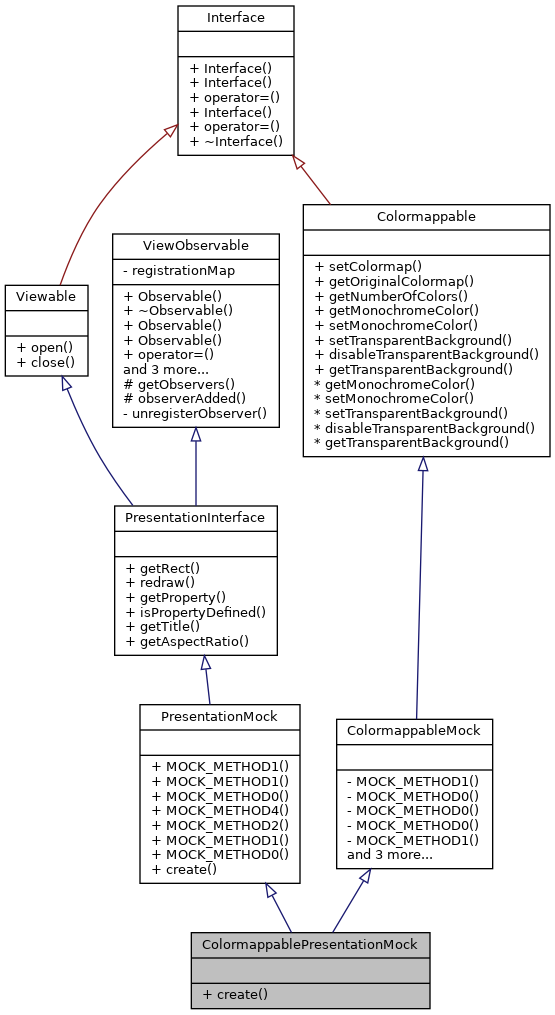 Interface
+ Interface()
+ Interface()
+ operator=()
+ Interface()
+ operator=()
+ ~Interface()
Colormappable
+ setColormap()
+ getOriginalColormap()
+ getNumberOfColors()
+ getMonochromeColor()
+ setMonochromeColor()
+ setTransparentBackground()
+ disableTransparentBackground()
+ getTransparentBackground()
* getMonochromeColor()
* setMonochromeColor()
* setTransparentBackground()
* disableTransparentBackground()
* getTransparentBackground()
ViewObservable
- registrationMap
+ Observable()
+ ~Observable()
+ Observable()
+ Observable()
+ operator=()
and 3 more...
# getObservers()
# observerAdded()
- unregisterObserver()
Viewable
+ open()
+ close()
PresentationInterface
+ getRect()
+ redraw()
+ getProperty()
+ isPropertyDefined()
+ getTitle()
+ getAspectRatio()
PresentationMock
+ MOCK_METHOD1()
+ MOCK_METHOD1()
+ MOCK_METHOD0()
+ MOCK_METHOD4()
+ MOCK_METHOD2()
+ MOCK_METHOD1()
+ MOCK_METHOD0()
+ create()
ColormappableMock
- MOCK_METHOD1()
- MOCK_METHOD0()
- MOCK_METHOD0()
- MOCK_METHOD0()
- MOCK_METHOD1()
and 3 more...
ColormappablePresentationMock
+ create()